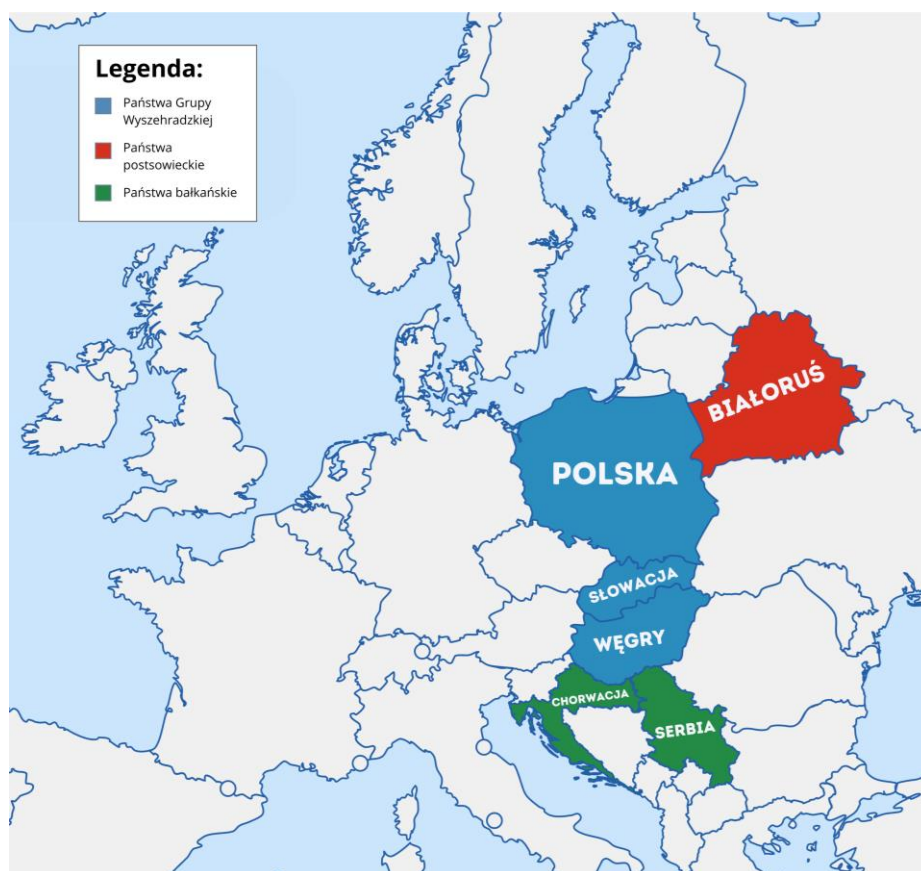 Legenda:
Państwa Grupy
Wyszehradzkiej
Państwa
postsowieckie
Państwa bałkańskie
BIAŁORUŚ
POLSKA
SŁOWACJA
WĘGRY
CHORWACJA
SERBIA